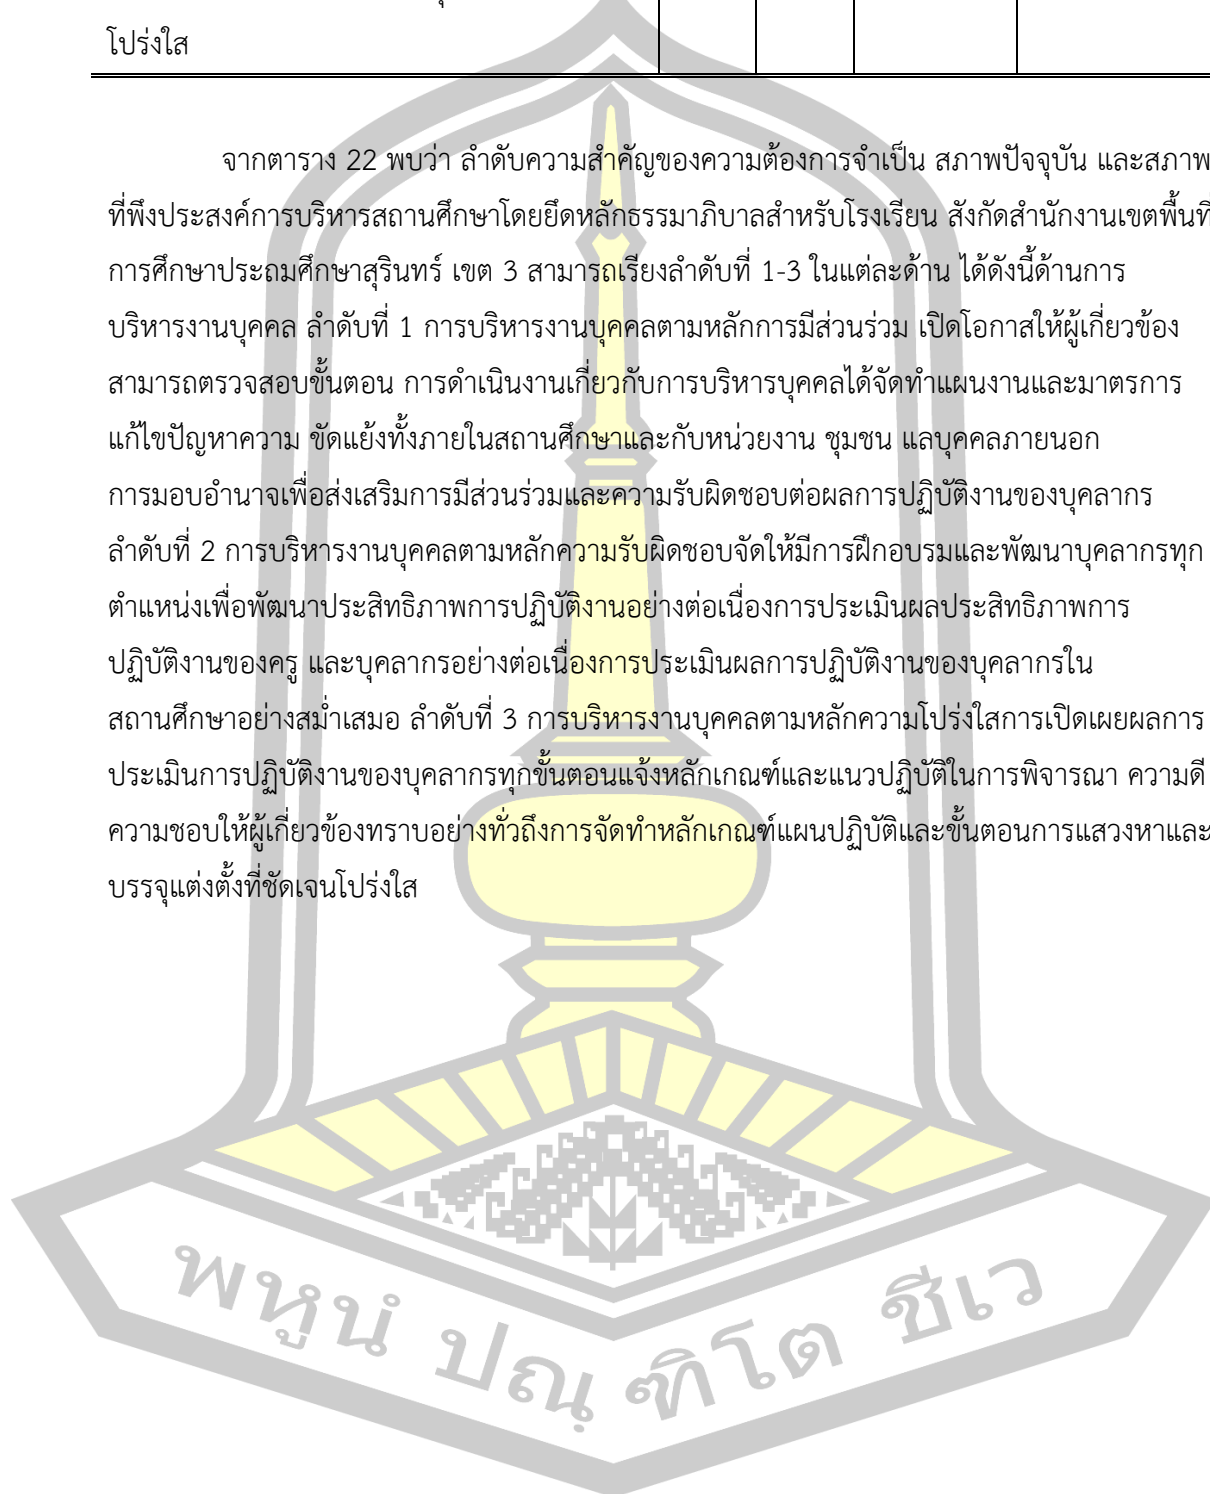 โปร่งใส
จากตาราง 22 พบว่า ลำดับความสำคัญของความต้องการจำเป็น สภาพปัจจุบัน และสภาพ
ที่พึงประสงค์การบริหารสถานศึกษาโดยยึดหลักธรรมาภิบาลสำหรับโรงเรียน สังกัดสำนักงานเขตพื้นที่
การศึกษาประถมศึกษาสุรินทร์ เขต 3 สามารถเรียงลำดับที่ 1-3 ในแต่ละด้าน ได้ดังนี้ด้านการ
บริหารงานบุคคล ลำดับที่ 1 การบริหารงานบุคคลตามหลักการมีส่วนร่วม เปิดโอกาสให้ผู้เกี่ยวข้อง
สามารถตรวจสอบขั้นตอน การดำเนินงานเกี่ยวกับการบริหารบุคคลได้จัดทำแผนงานและมาตรการ
แก้ไขปัญหาความ ขัดแย้งทั้งภายในสถานศึกษาและกับหน่วยงาน ชุมชน แลบุคคลภายนอก
การมอบอำนาจเพื่อส่งเสริมการมีส่วนร่วมและความรับผิดชอบต่อผลการปฏิบัติงานของบุคลากร
ลำดับที่ 2 การบริหารงานบุคคลตามหลักความรับผิดชอบจัดให้มีการฝึกอบรมและพัฒนาบุคลากรทุก
ตำแหน่งเพื่อพัฒนาประสิทธิภาพการปฏิบัติงานอย่างต่อเนื่องการประเมินผลประสิทธิภาพการ
ปฏิบัติงานของครู และบุคลากรอย่างต่อเนื่องการประเมินผลการปฏิบัติงานของบุคลากรใน
สถานศึกษาอย่างสม่ำเสมอ ลำดับที่ 3 การบริหารงานบุคคลตามหลักความโปร่งใสการเปิดเผยผลการ
ประเมินการปฏิบัติงานของบุคลากรทุกขั้นตอนแจ้งหลักเกณฑ์และแนวปฏิบัติในการพิจารณา ความดี
ความชอบให้ผู้เกี่ยวข้องทราบอย่างทั่วถึงการจัดทำหลักเกณฑ์แผนปฏิบัติและขั้นตอนการแสวงหาและ
บรรจุแต่งตั้งที่ชัดเจนโปร่งใส
พหูนํ ปณฺฑิโต ชีเว